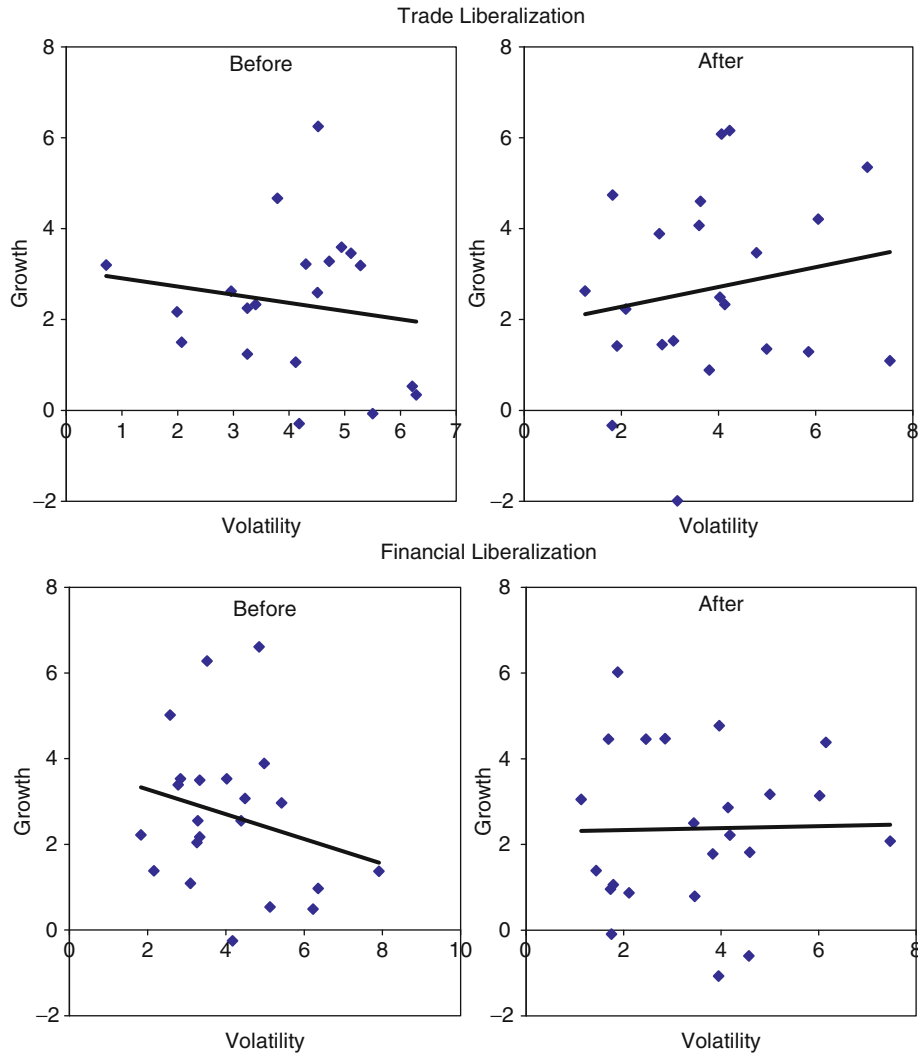 Trade Liberalization
8
6
4
2
0
−2
Growth
Before
0 1 2 3 4 5 6 7
Volatility
8
6
4
2
0
−2
Growth
After
2 4 6 8
Volatility
Financial Liberalization
8
6
4
2
0
−2
Growth
Before
0 2 4 6 8 10
Volatility
8
6
4
2
0
−2
Growth
After
0 2 4 6 8
Volatility